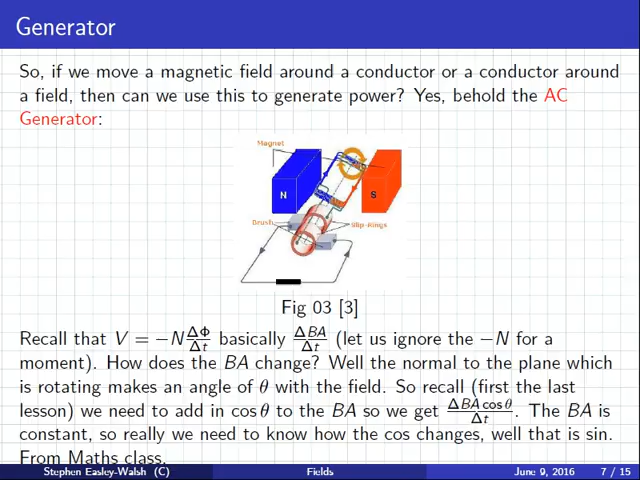 Generator
So, if we move a magnetic field around a conductor or a conductor around
a field, then can we use this to generate power? Yes, behold the AC
Generator:
Magnet
N
S
Brush
Slip-Rings
Fig 03 [3]
Recall that V = −N ΔΦ/Δt basically ΔBA/Δt (let us ignore the −N for a
moment). How does the BA change? Well the normal to the plane which
is rotating makes an angle of θ with the field. So recall (first the last
lesson) we need to add in cos θ to the BA so we get ΔBA cos θ/Δt. The BA is
constant, so really we need to know how the cos changes, well that is sin.
From Maths class.
Stephen Easley-Walsh (C) Fields June 9, 2016 7 / 15